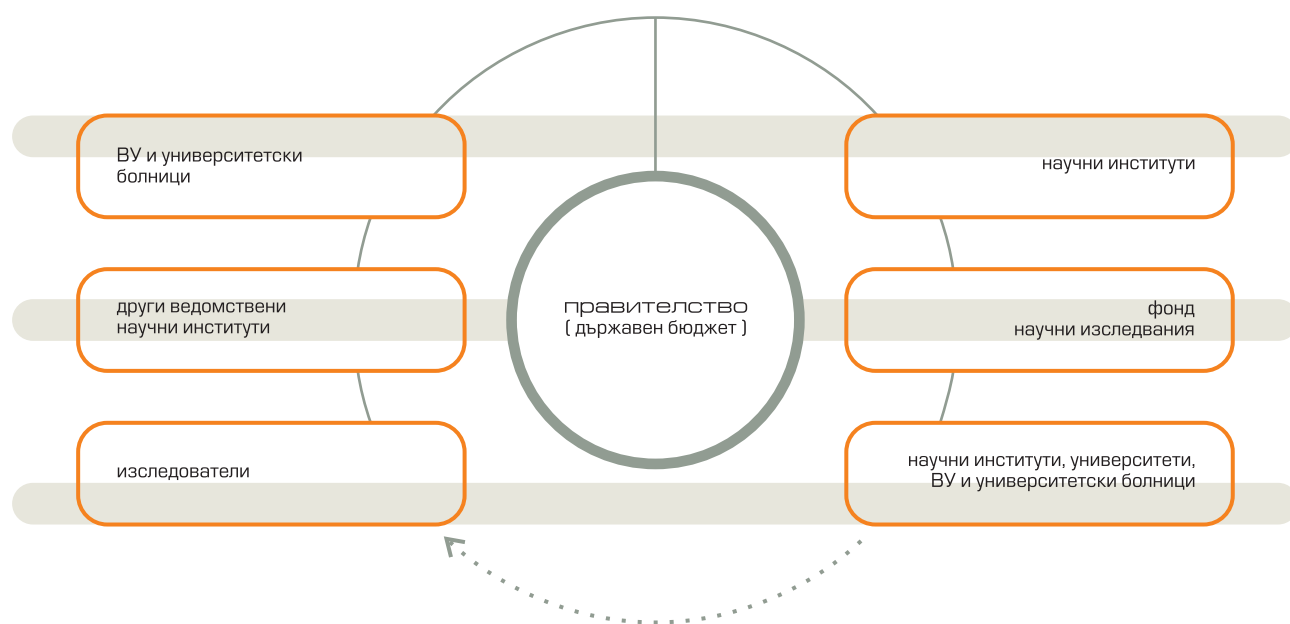 ВУ и университетски
болници
научни институти
други ведомствени
научни институти
правителство
( държавен бюджет )
фонд
научни изследвания
изследователи
научни институти, университети,
ВУ и университетски болници